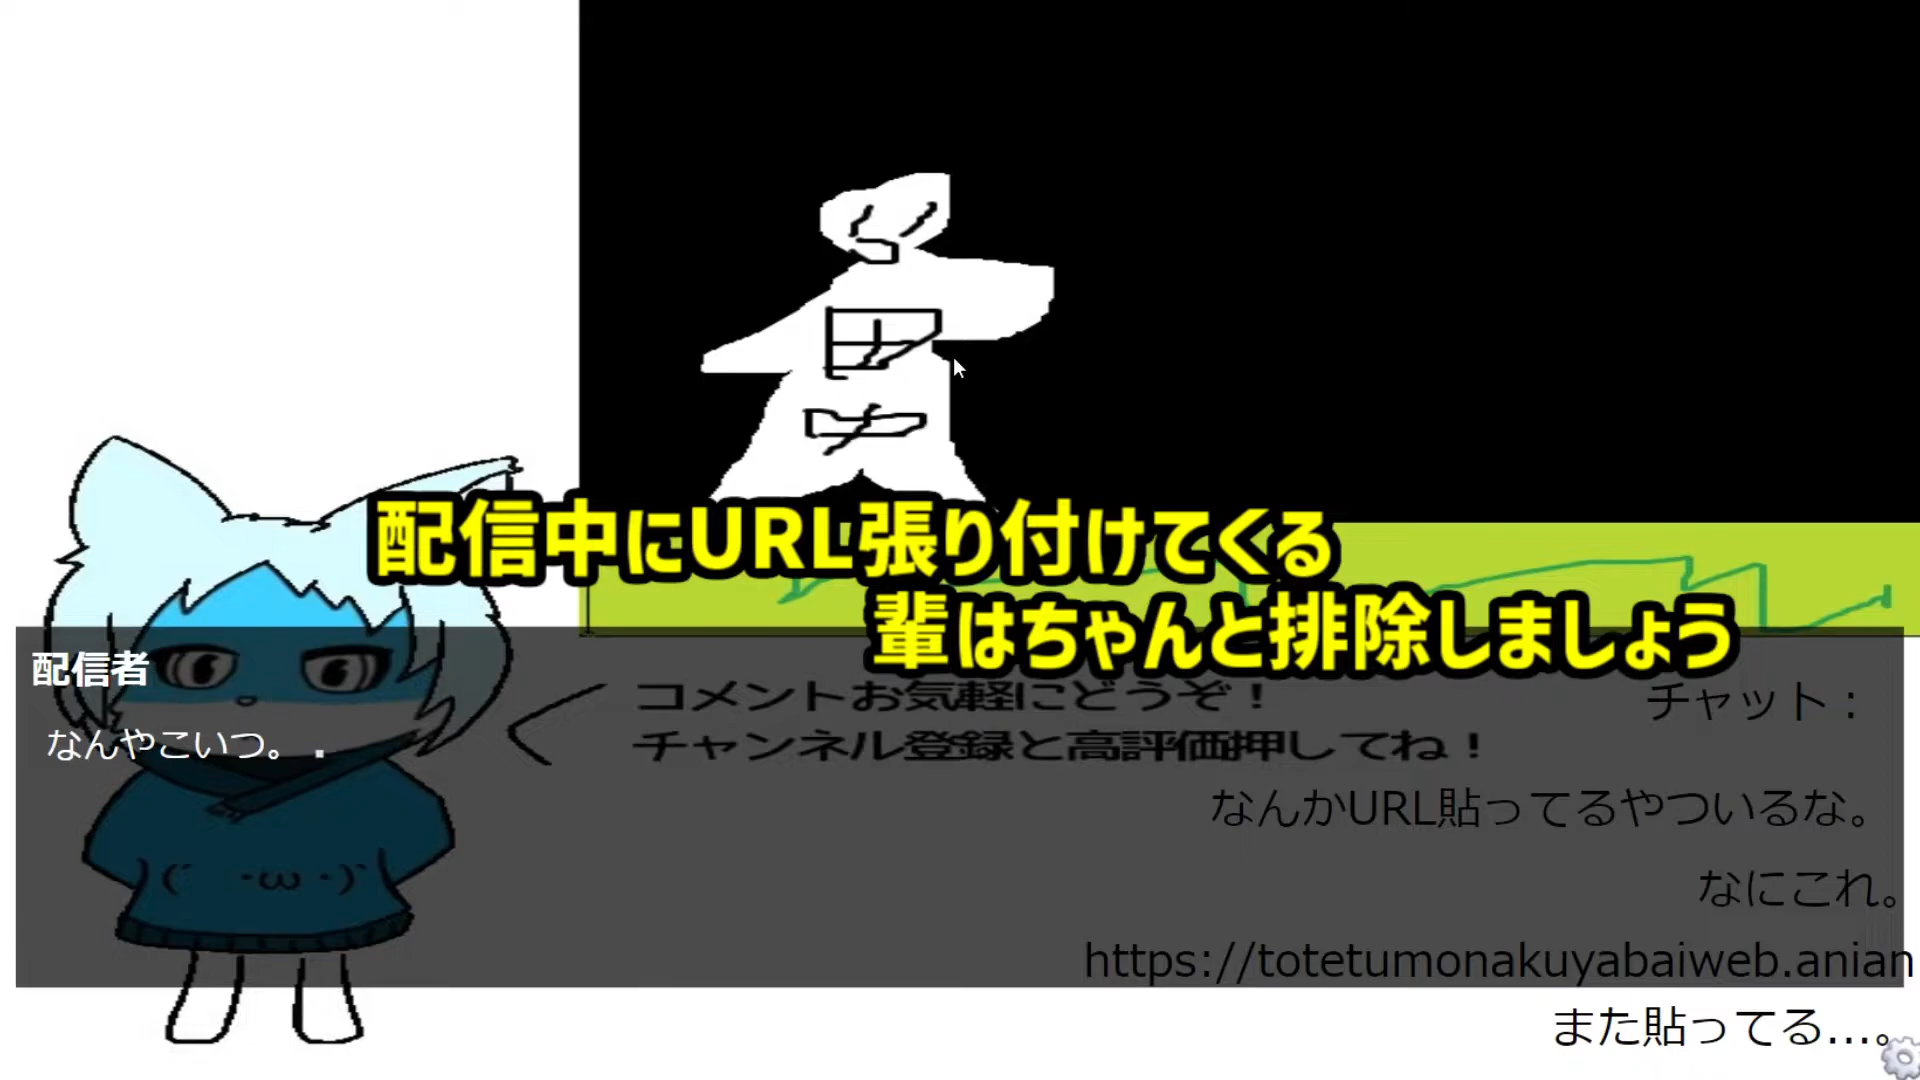 田
中
配信中にURL張り付けてくる
輩はちゃんと排除しましょう
配信者
なんやこいつ。．
コメントお気軽にどうぞ！
チャンネル登録と高評価押してね！
チャット：
なんかURL貼ってるやついるな。
なにこれ。
https://totetumonakuyabaiweb.anian
また貼ってる…。
(´ ・ω・)`